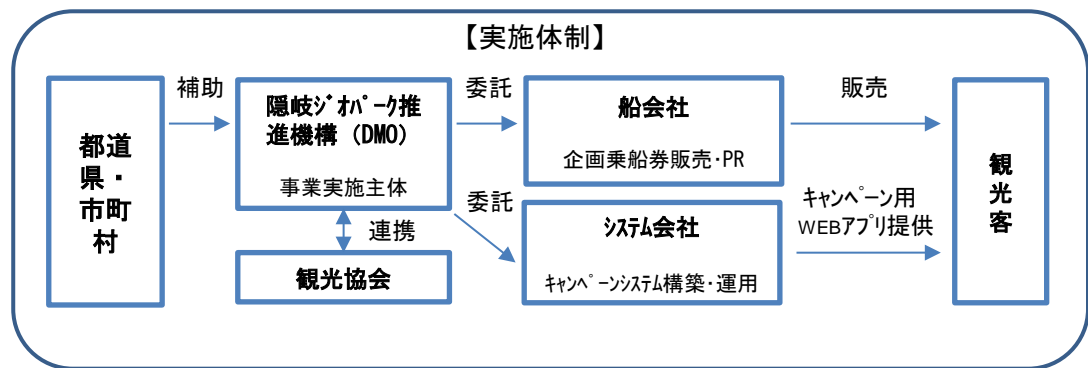 【実施体制】
都道
県・
市町
村
補助
隠岐ｼﾞｵﾊﾟｰｸ推
進機構（DMO）
事業実施主体
連携
観光協会
委託
船会社
企画乗船券販売・PR
委託
ｼｽﾃﾑ会社
ｷｬﾝﾍﾟｰﾝｼｽﾃﾑ構築・運用
販売
ｷｬﾝﾍﾟｰﾝ用
WEBアプリ提供
観
光
客